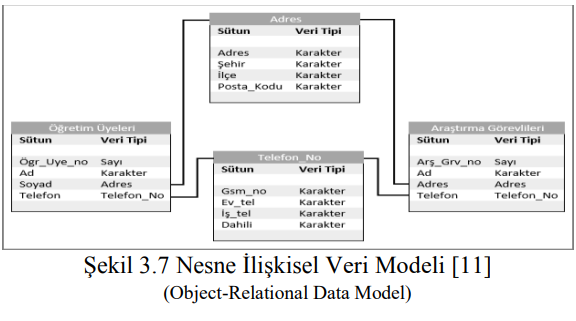 Adres
Sütun Veri Tipi
Adres Karakter
Şehir Karakter
İlçe Karakter
Posta_Kodu Karakter
Öğretim Üyeleri
Sütun Veri Tipi
Ögr_Uye_no Sayı
Ad Karakter
Soyad Adres
Telefon Telefon_No
Telefon_No
Sütun Veri Tipi
Gsm_no Karakter
Ev_tel Karakter
İş_tel Karakter
Dahili Karakter
Araştırma Görevlileri
Sütun Veri Tipi
Arş_Grv_no Sayı
Ad Karakter
Adres Adres
Telefon Telefon_No
Şekil 3.7 Nesne İlişkisel Veri Modeli [11]
(Object-Relational Data Model)